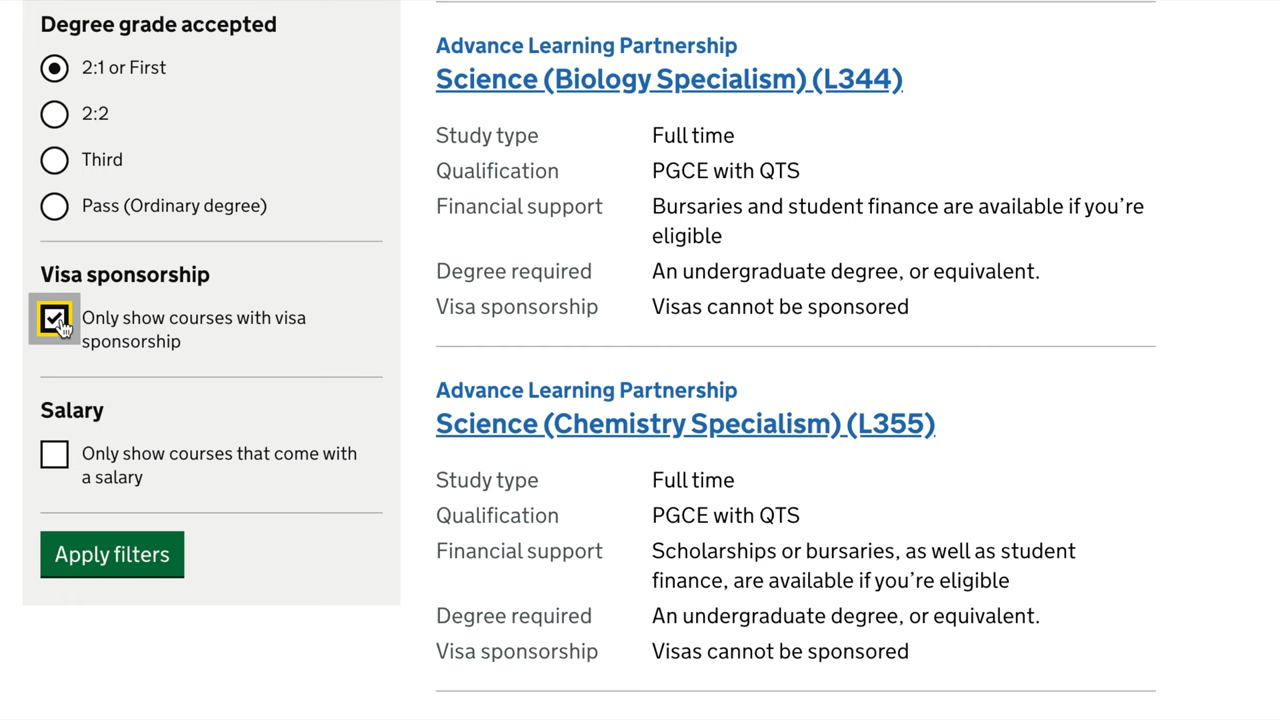 Degree grade accepted
2:1 or First
2:2
Third
Pass (Ordinary degree)
Visa sponsorship
Only show courses with visa
sponsorship
Salary
Only show courses that come with
a salary
Apply filters
Advance Learning Partnership
Science (Biology Specialism) (L344)
Study type Full time
Qualification PGCE with QTS
Financial support Bursaries and student finance are available if you’re
eligible
Degree required An undergraduate degree, or equivalent.
Visa sponsorship Visas cannot be sponsored
Advance Learning Partnership
Science (Chemistry Specialism) (L355)
Study type Full time
Qualification PGCE with QTS
Financial support Scholarships or bursaries, as well as student
finance, are available if you’re eligible
Degree required An undergraduate degree, or equivalent.
Visa sponsorship Visas cannot be sponsored